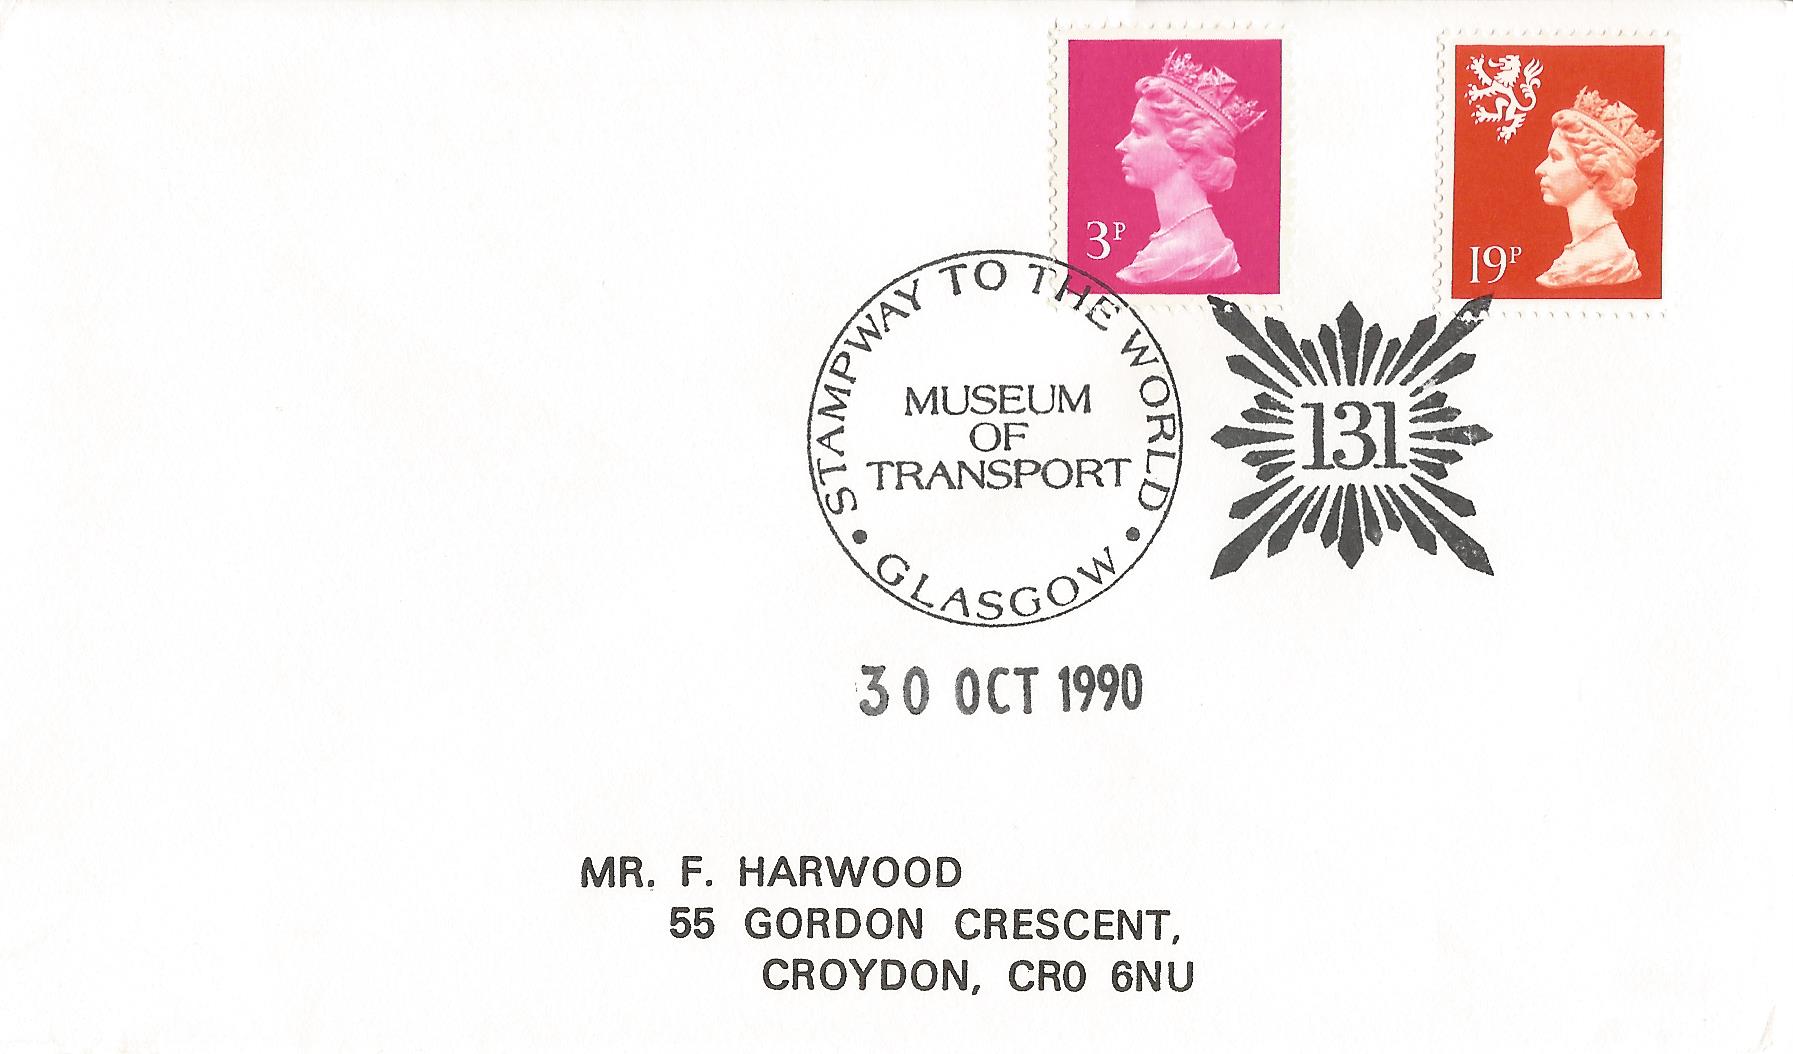 3P
19P
STAMPWAY TO THE WORLD
MUSEUM
OF
TRANSPORT
• GLASGOW •
131
30 OCT 1990
MR. F. HARWOOD
55 GORDON CRESCENT,
CROYDON, CR0 6NU